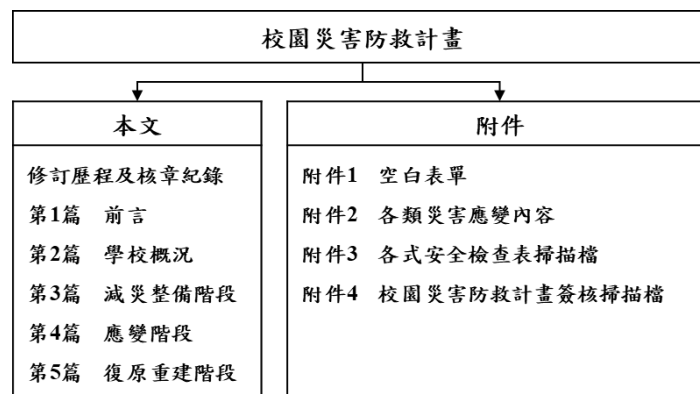 校園災害防救計畫
本文
修訂歷程及核章紀錄
第1篇 前言
第2篇 學校概況
第3篇 減災整備階段
第4篇 應變階段
第5篇 復原重建階段
附件
附件1 空白表單
附件2 各類災害應變內容
附件3 各式安全檢查表掃描檔
附件4 校園災害防救計畫簽核掃描檔